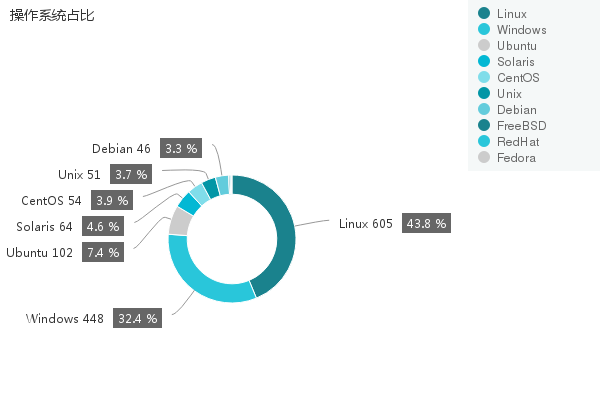 操作系统占比
Linux
Windows
Ubuntu
Solaris
CentOS
Unix
Debian
FreeBSD
RedHat
Fedora
Debian 46 3.3 %
Unix 51 3.7 %
CentOS 54 3.9 %
Solaris 64 4.6 %
Linux 605 43.8 %
Ubuntu 102 7.4 %
Windows 448 32.4 %